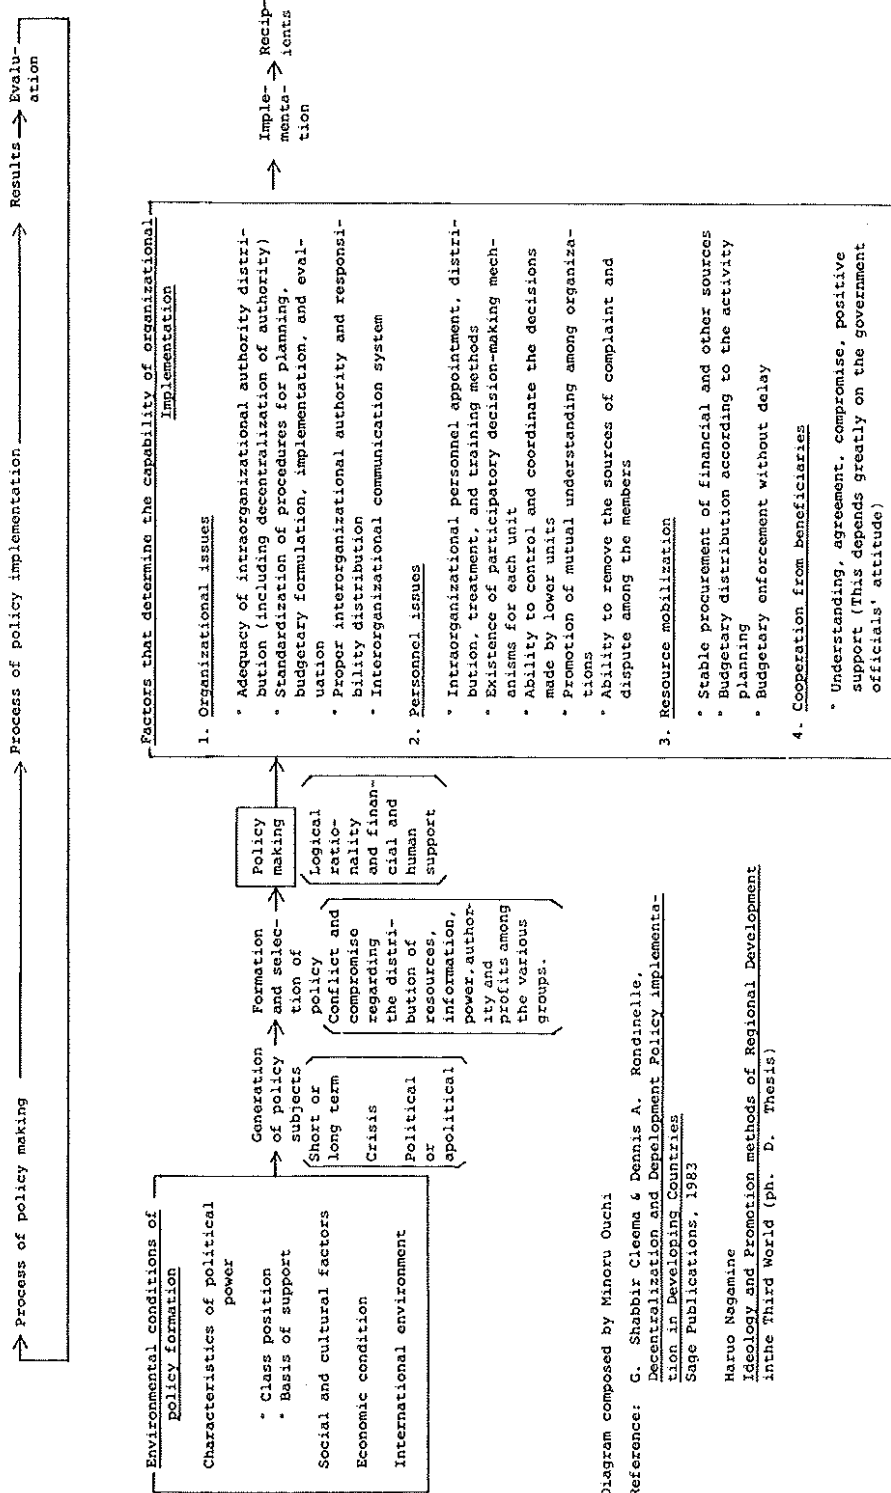 Process of policy making
Process of policy implementation
Results
Evalu-
ation
Environmental conditions of
policy formation
Characteristics of political
power
° Class position
° Basis of support
Social and cultural factors
Economic condition
International environment
Generation
of policy
subjects
Short or
long term
Crisis
Political
or
apolitical
Formation
and selec-
tion of
policy
Conflict and
compromise
regarding
the distri-
bution of
resources,
information,
power,author-
ity and
profits among
the various
groups.
Policy
making
Logical
ratio-
nality
and finan-
cial and
human
support
Factors that determine the capability of organizational
Implementation
1. Organizational issues
° Adequacy of intraorganizational authority distri-
bution (including decentralization of authority)
° Standardization of procedures for planning,
budgetary formulation, implementation, and eval-
uation
° Propor interorganizational authority and responsi-
bility distribution
° Interorganizational communication system
2. Personnel issues
° Intraorganizational personnel appointment, distri-
bution, treatment, and training methods
° Existence of participatory decision-making mech-
anisms for each unit
° Ability to control and coordinate the decisions
made by lower units
° Promotion of mutual understanding among organiza-
tions
° Ability to remove the sources of complaint and
dispute among the members
3. Resource mobilization
° Stable procurement of financial and other sources
° Budgetary distribution according to the activity
planning
° Budgetary enforcement without delay
4. Cooperation from beneficiaries
° Understanding, agreement, compromise, positive
support (This depends greatly on the government
officials' attitude)
Imple-
menta-
tion
Recip-
ients
Diagram composed by Minoru Ouchi
Reference: G. Shabbir Cleema & Dennis A. Rondinelle,
Decentralization and Depelopment Policy implementa-
tion in Developing Countries
Sage Publications, 1983
Haruo Nagamine
Ideology and Promotion methods of Regional Development
inthe Third World (ph. D. Thesis)